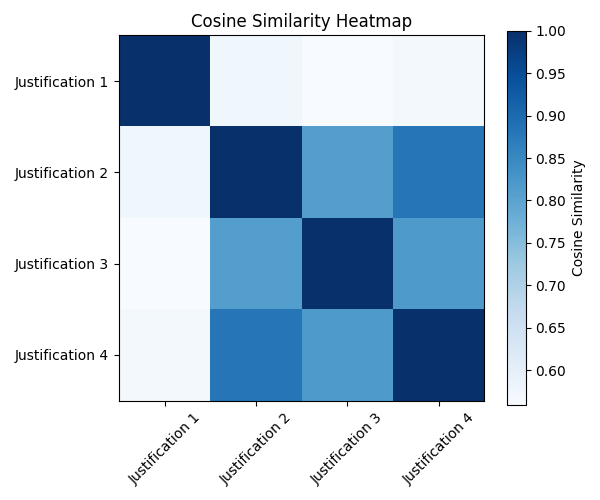 Cosine Similarity Heatmap
Justification 1
Justification 2
Justification 3
Justification 4
Justification 1
Justification 2
Justification 3
Justification 4
1.00
0.95
0.90
0.85
0.80
0.75
0.70
0.65
0.60
Cosine Similarity